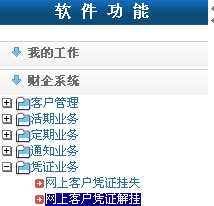 软件功能
我的工作
财企系统
客户管理
活期业务
定期业务
通知业务
凭证业务
网上客户凭证挂失
网上客户凭证解挂